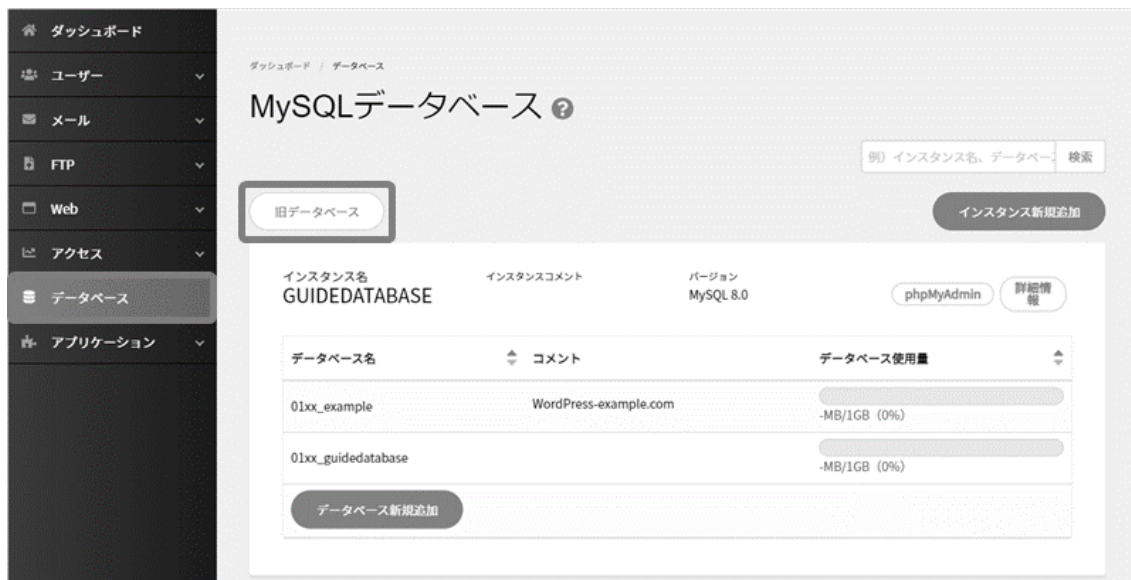 ダッシュボード
ユーザー
メール
FTP
Web
アクセス
データベース
アプリケーション
ダッシュボード / データベース
MySQLデータベース ?
例）インスタンス名、データベー 検索
旧データベース
インスタンス新規追加
インスタンス名 インスタンスコメント バージョン
GUIDEDATABASE MySQL 8.0 phpMyAdmin 詳細情
報
データベース名 コメント データベース使用量
01xx_example WordPress-example.com
-MB/1GB（0%）
01xx_guidedatabase
-MB/1GB（0%）
データベース新規追加